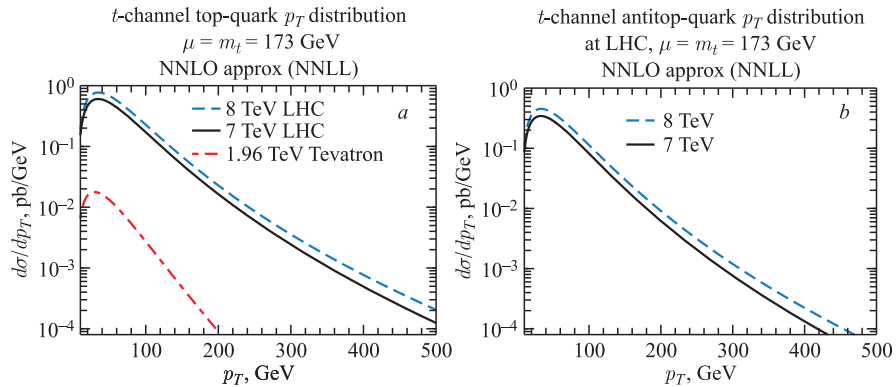 t-channel top-quark p_T distribution
μ = m_t = 173 GeV
NNLO approx (NNLL)
a
8 TeV LHC
7 TeV LHC
1.96 TeV Tevatron
dσ/dp_T, pb/GeV
10^0
10^−1
10^−2
10^−3
10^−4
100 200 300 400 500
p_T, GeV
t-channel antitop-quark p_T distribution
at LHC, μ = m_t = 173 GeV
NNLO approx (NNLL)
b
8 TeV
7 TeV
dσ/dp_T, pb/GeV
10^0
10^−1
10^−2
10^−3
10^−4
100 200 300 400 500
p_T, GeV